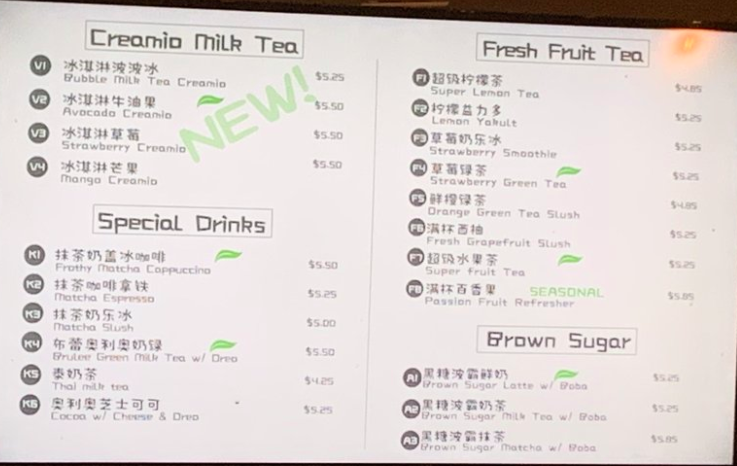 Creamio Milk Tea
V1 冰淇淋波波冰 $5.25
Bubble Milk Tea Creamio
V2 冰淇淋牛油果 $5.50
Avocado Creamio
V3 冰淇淋草莓 $5.50
Strawberry Creamio
V4 冰淇淋芒果 $5.50
Mango Creamio
NEW!
Special Drinks
K1 抹茶奶盖冰咖啡 $5.50
Frothy Matcha Cappuccino
K2 抹茶咖啡拿铁 $5.25
Matcha Espresso
K3 抹茶奶乐冰 $5.00
Matcha Slush
K4 布蕾奥利奥奶绿 $5.50
Brulee Green Milk Tea w/ Oreo
K5 泰奶茶 $4.25
Thai milk tea
K6 奥利奥芝士可可 $5.25
Cocoa w/ Cheese & Oreo
Fresh Fruit Tea
F1 超级柠檬茶 $4.85
Super Lemon Tea
F2 柠檬益力多 $5.25
Lemon Yakult
F3 草莓奶乐冰 $5.25
Strawberry Smoothie
F4 草莓绿茶 $5.25
Strawberry Green Tea
F5 鲜橙绿茶 $4.85
Orange Green Tea Slush
F6 满杯西柚 $5.25
Fresh Grapefruit Slush
F7 超级水果茶 $5.25
Super fruit Tea
F8 满杯百香果 SEASONAL $5.85
Passion Fruit Refresher
Brown Sugar
A1 黑糖波霸鲜奶 $5.25
Brown Sugar Latte w/ Boba
A2 黑糖波霸奶茶 $5.25
Brown Sugar Milk Tea w/ Boba
A3 黑糖波霸抹茶 $5.85
Brown Sugar Matcha w/ Boba